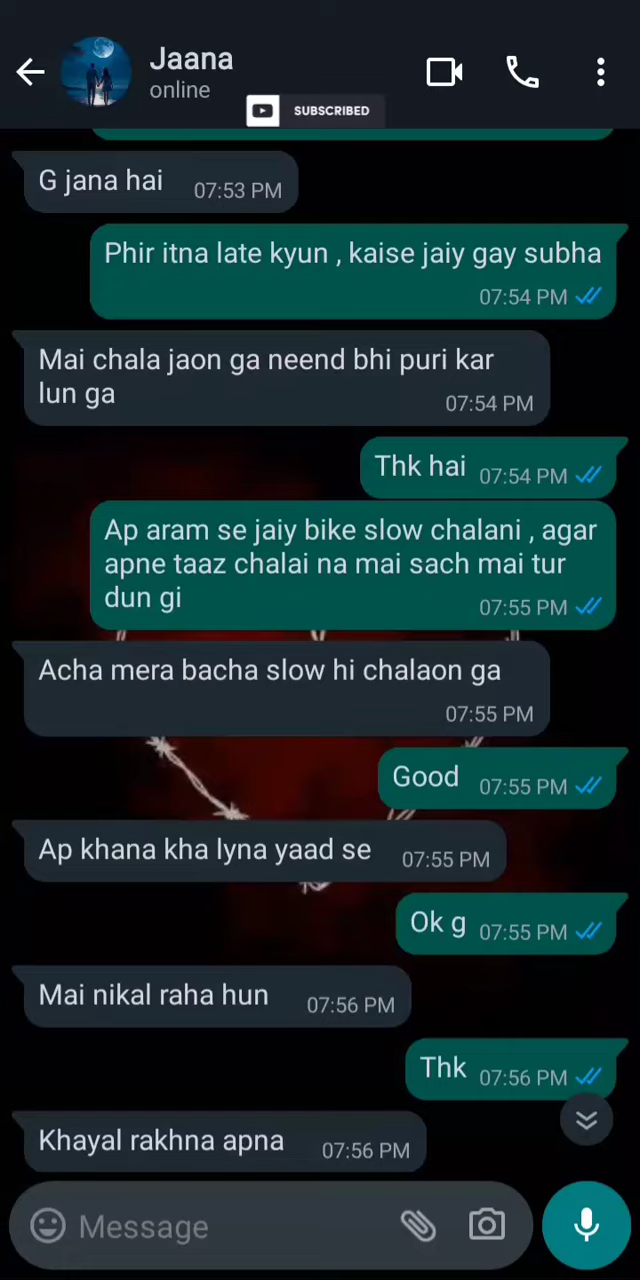 Jaana
online
SUBSCRIBED
G jana hai 07:53 PM
Phir itna late kyun , kaise jaiy gay subha
07:54 PM
Mai chala jaon ga neend bhi puri kar
lun ga 07:54 PM
Thk hai 07:54 PM
Ap aram se jaiy bike slow chalani , agar
apne taaz chalai na mai sach mai tur
dun gi 07:55 PM
Acha mera bacha slow hi chalaon ga
07:55 PM
Good 07:55 PM
Ap khana kha lyna yaad se 07:55 PM
Ok g 07:55 PM
Mai nikal raha hun 07:56 PM
Thk 07:56 PM
Khayal rakhna apna 07:56 PM
Message